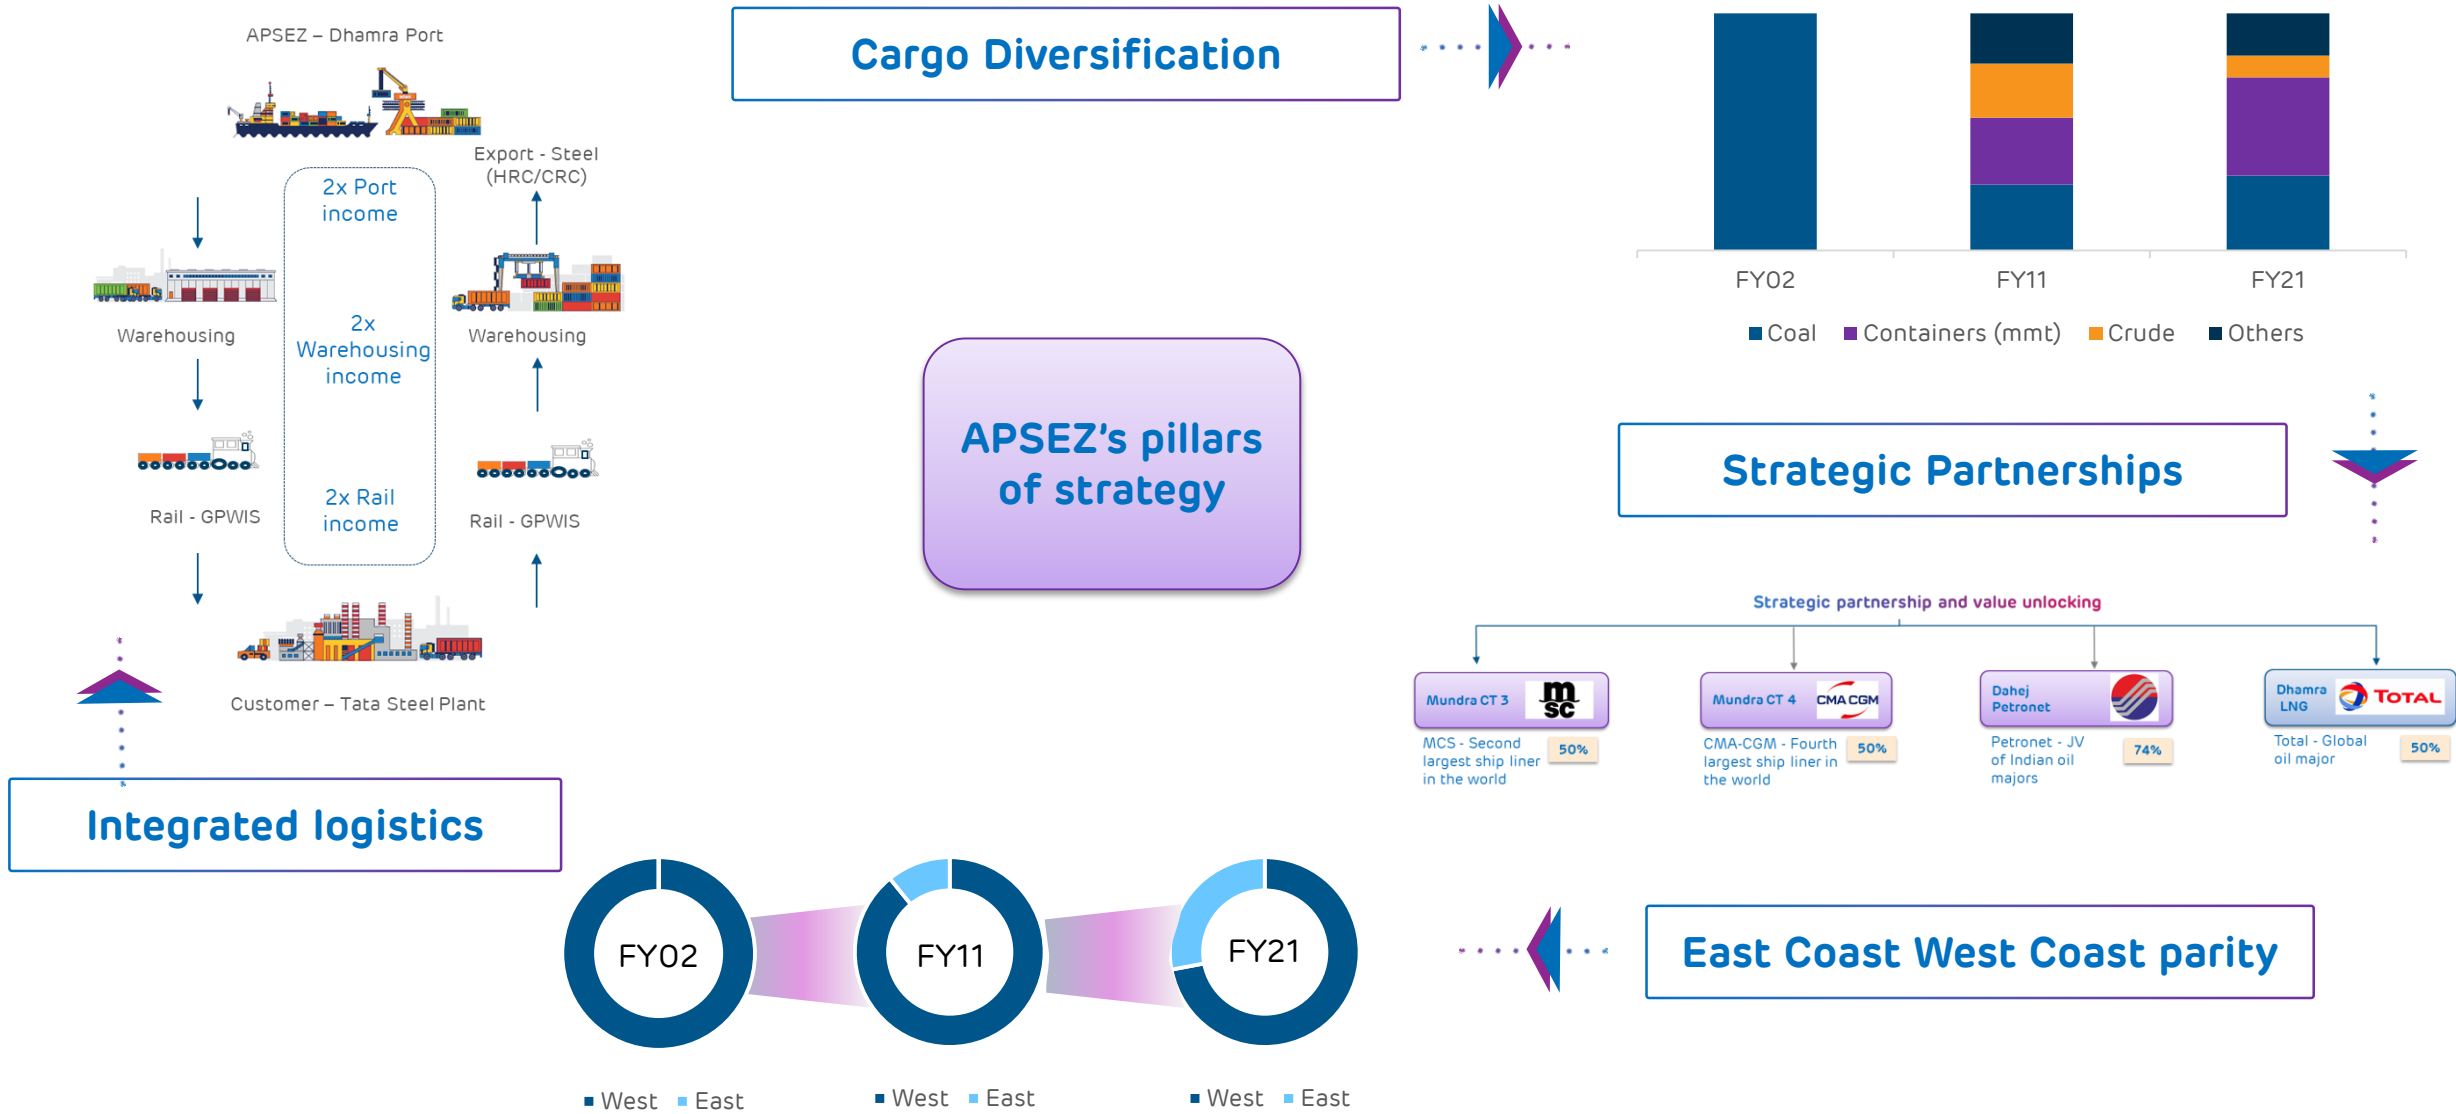 APSEZ – Dhamra Port
Export - Steel
(HRC/CRC)
2x Port
income
Warehousing
2x
Warehousing
income
Warehousing
Rail - GPWIS
2x Rail
income
Rail - GPWIS
Customer – Tata Steel Plant
Integrated logistics
Cargo Diversification
FY02
FY11
FY21
Coal
Containers (mmt)
Crude
Others
APSEZ’s pillars
of strategy
Strategic Partnerships
Strategic partnership and value unlocking
Mundra CT 3
msc
MCS - Second
largest ship liner
in the world
50%
Mundra CT 4
CMA CGM
CMA-CGM - Fourth
largest ship liner in
the world
50%
Dahej
Petronet
Petronet - JV
of Indian oil
majors
74%
Dhamra
LNG
TOTAL
Total - Global
oil major
50%
East Coast West Coast parity
FY02
West
East
FY11
West
East
FY21
West
East